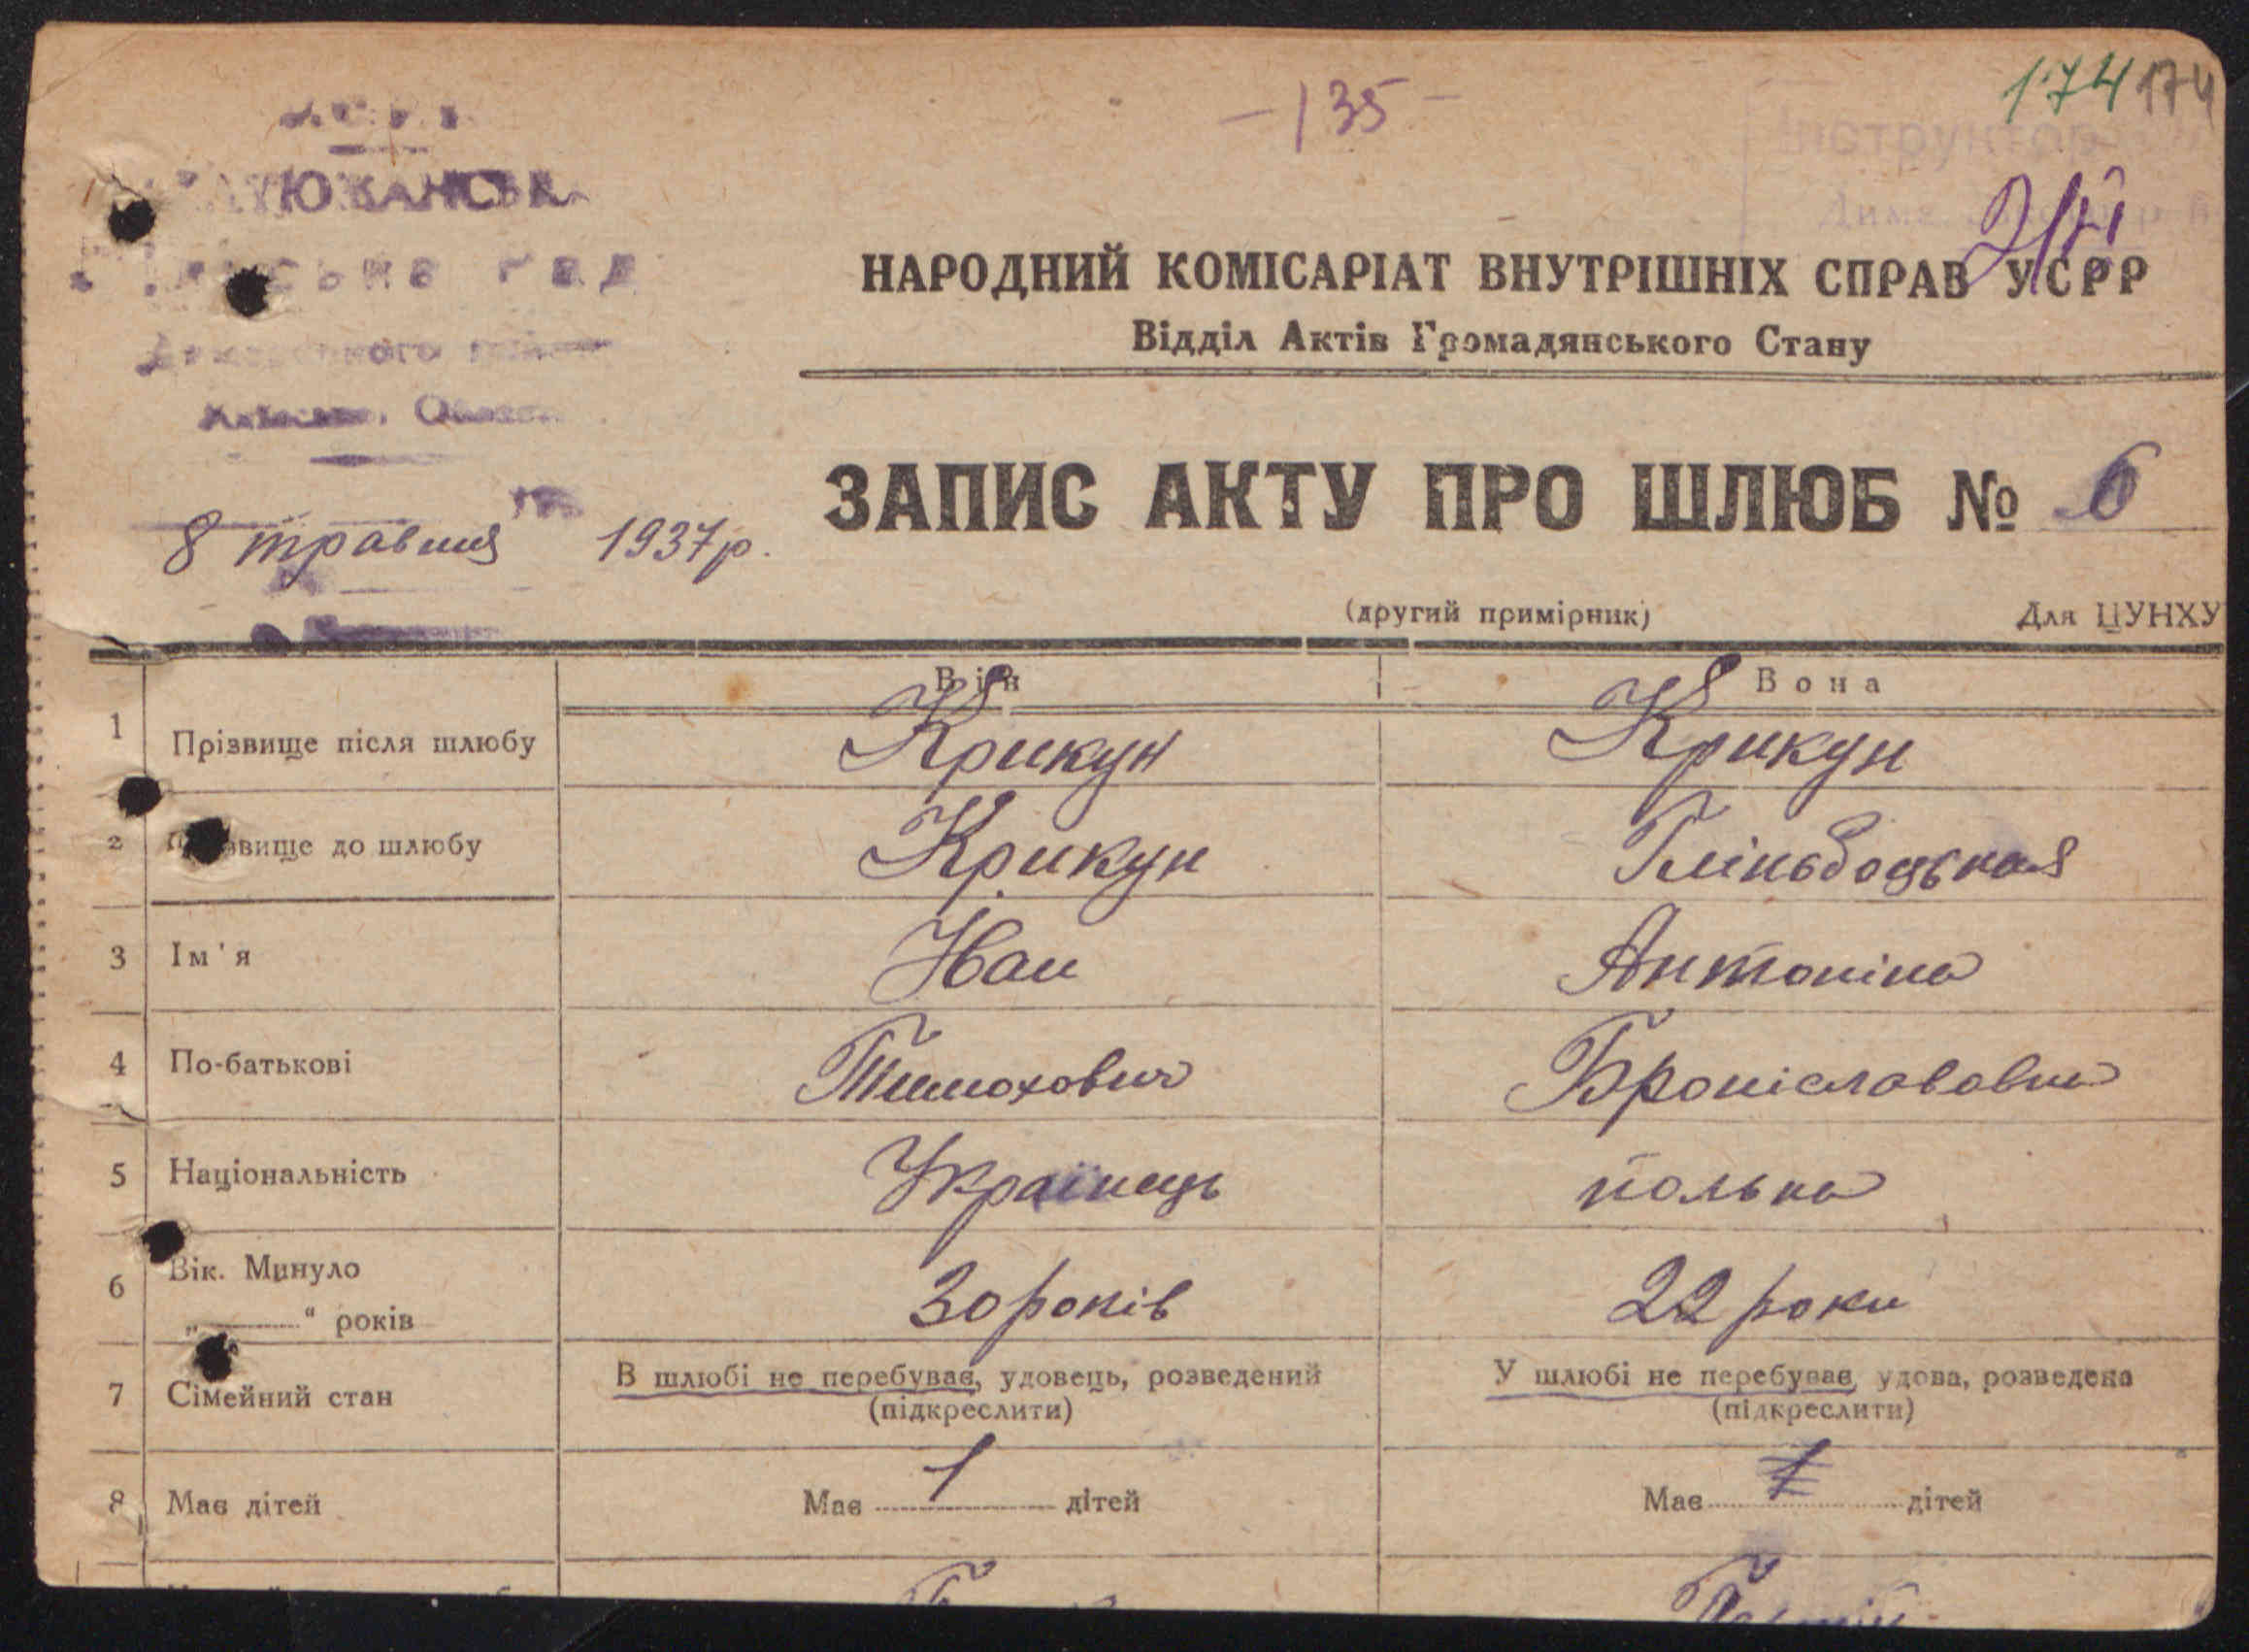 - 135 -
174 174
Інструктор
НАРОДНИЙ КОМІСАРІАТ ВНУТРІШНІХ СПРАВ УСРР
Відділ Актів Громадянського Стану
ЗАПИС АКТУ ПРО ШЛЮБ № 6
8 травня 1937 р.
(другий примірник) Для ЦУНХУ
Він Вона
1 Прізвище після шлюбу Крикун Крикун
2 Прізвище до шлюбу Крикун
3 Ім'я Іван Антоніна
4 По-батькові Тимохович Броніславовна
5 Національність Українець полька
6 Вік. Минуло 30 років 22 роки
„ “ років
7 Сімейний стан В шлюбі не перебував, удовець, розведений У шлюбі не перебував, удова, розведена
(підкреслити) (підкреслити)
8 Має дітей Має 1 дітей Має 1 дітей